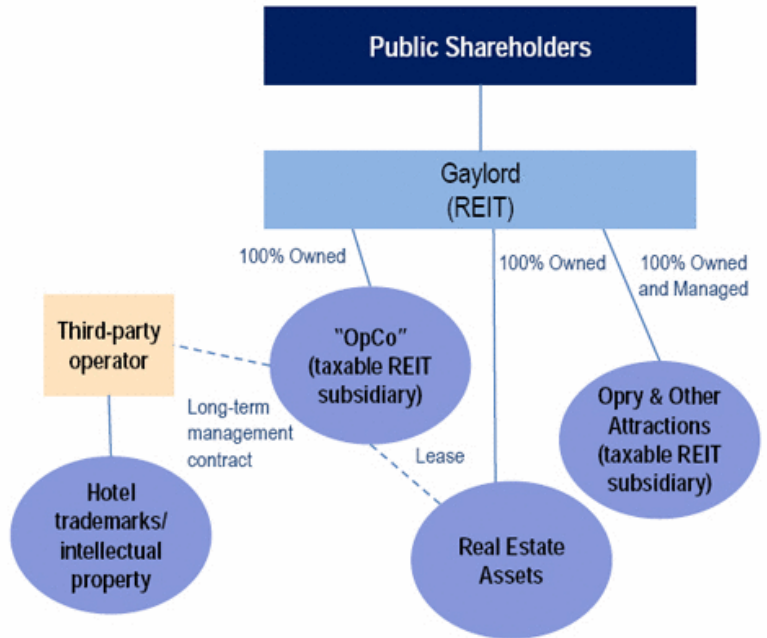 Public Shareholders
Gaylord
(REIT)
100% Owned
100% Owned
100% Owned
and Managed
Third-party
operator
"OpCo"
(taxable REIT
subsidiary)
Opry & Other
Attractions
(taxable REIT
subsidiary)
Long-term
management
contract
Lease
Hotel
trademarks/
intellectual
property
Real Estate
Assets